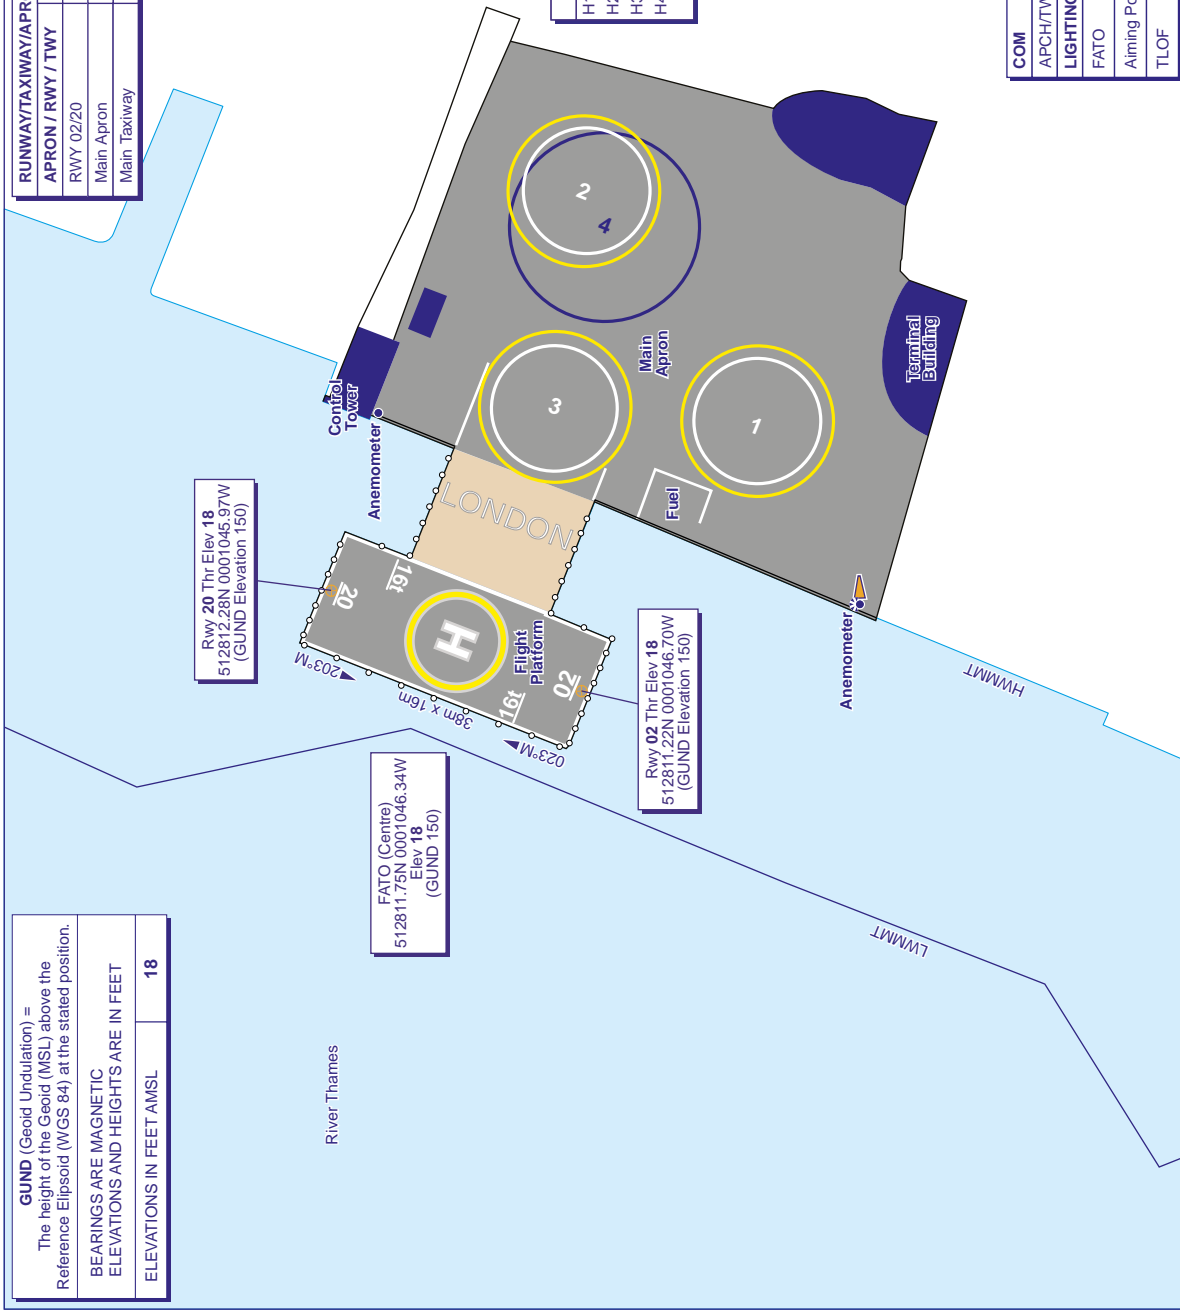 GUND (Geoid Undulation) =
The height of the Geoid (MSL) above the
Reference Elipsoid (WGS 84) at the stated position.
BEARINGS ARE MAGNETIC
ELEVATIONS AND HEIGHTS ARE IN FEET
ELEVATIONS IN FEET AMSL 18
RUNWAY/TAXIWAY/APR
APRON / RWY / TWY
RWY 02/20
Main Apron
Main Taxiway
H
H
H
H
COM
APCH/TW
LIGHTING
FATO
Aiming Po
TLOF
River Thames
Rwy 20 Thr Elev 18
512812.28N 0001045.97W
(GUND Elevation 150)
FATO (Centre)
512811.75N 0001046.34W
Elev 18
(GUND 150)
Rwy 02 Thr Elev 18
512811.22N 0001046.70W
(GUND Elevation 150)
Control
Tower
Anemometer
LONDON
20
16t
H
Flight
Platform
16t
02
203°M
38m x 16m
023°M
2
4
3
1
Main
Apron
Fuel
Terminal
Building
Anemometer
HWMMT
LWMMT